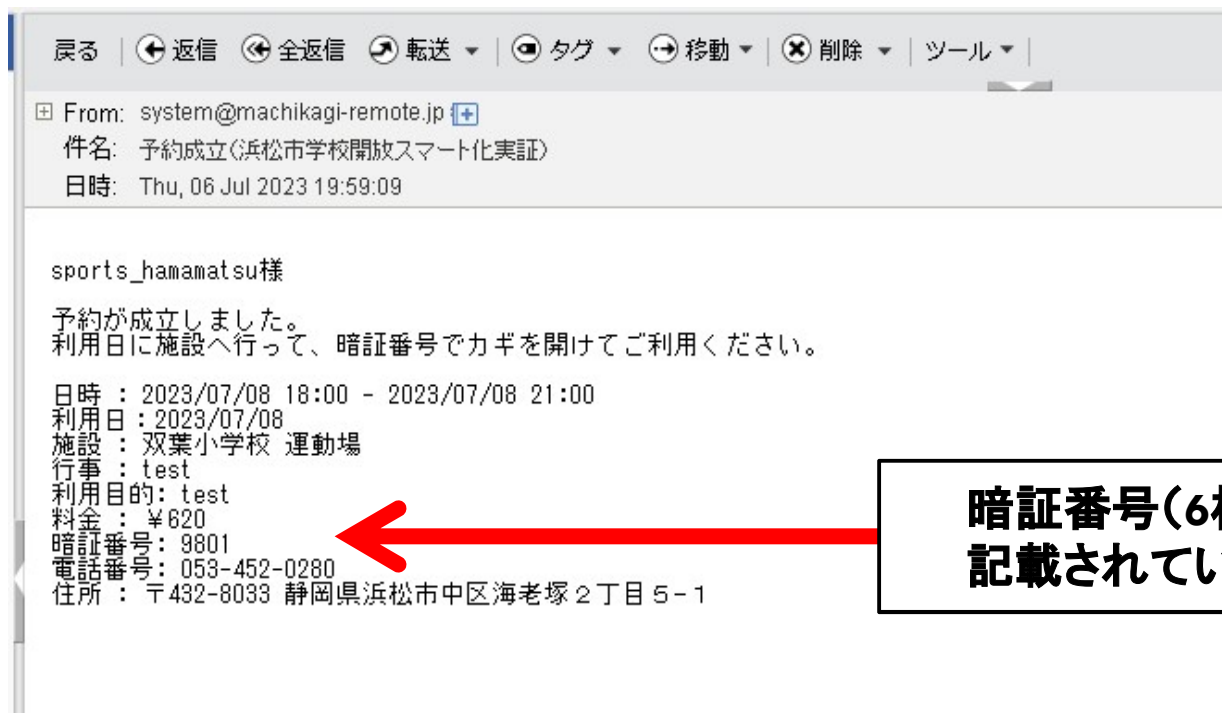 戻る 返信 全返信 転送 タグ 移動 削除 ツール
From: system@machikagi-remote.jp
件名: 予約成立(浜松市学校開放スマート化実証)
日時: Thu, 06 Jul 2023 19:59:09
sports_hamamatsu様
予約が成立しました。
利用日に施設へ行って、暗証番号でカギを開けてご利用ください。
日時 : 2023/07/08 18:00 - 2023/07/08 21:00
利用日:2023/07/08
施設 : 双葉小学校 運動場
行事 : test
利用目的: test
料金 : ¥620
暗証番号: 9801
電話番号: 053-452-0280
住所 : 〒432-8033 静岡県浜松市中区海老塚2丁目5-1
暗証番号(6
記載されてい